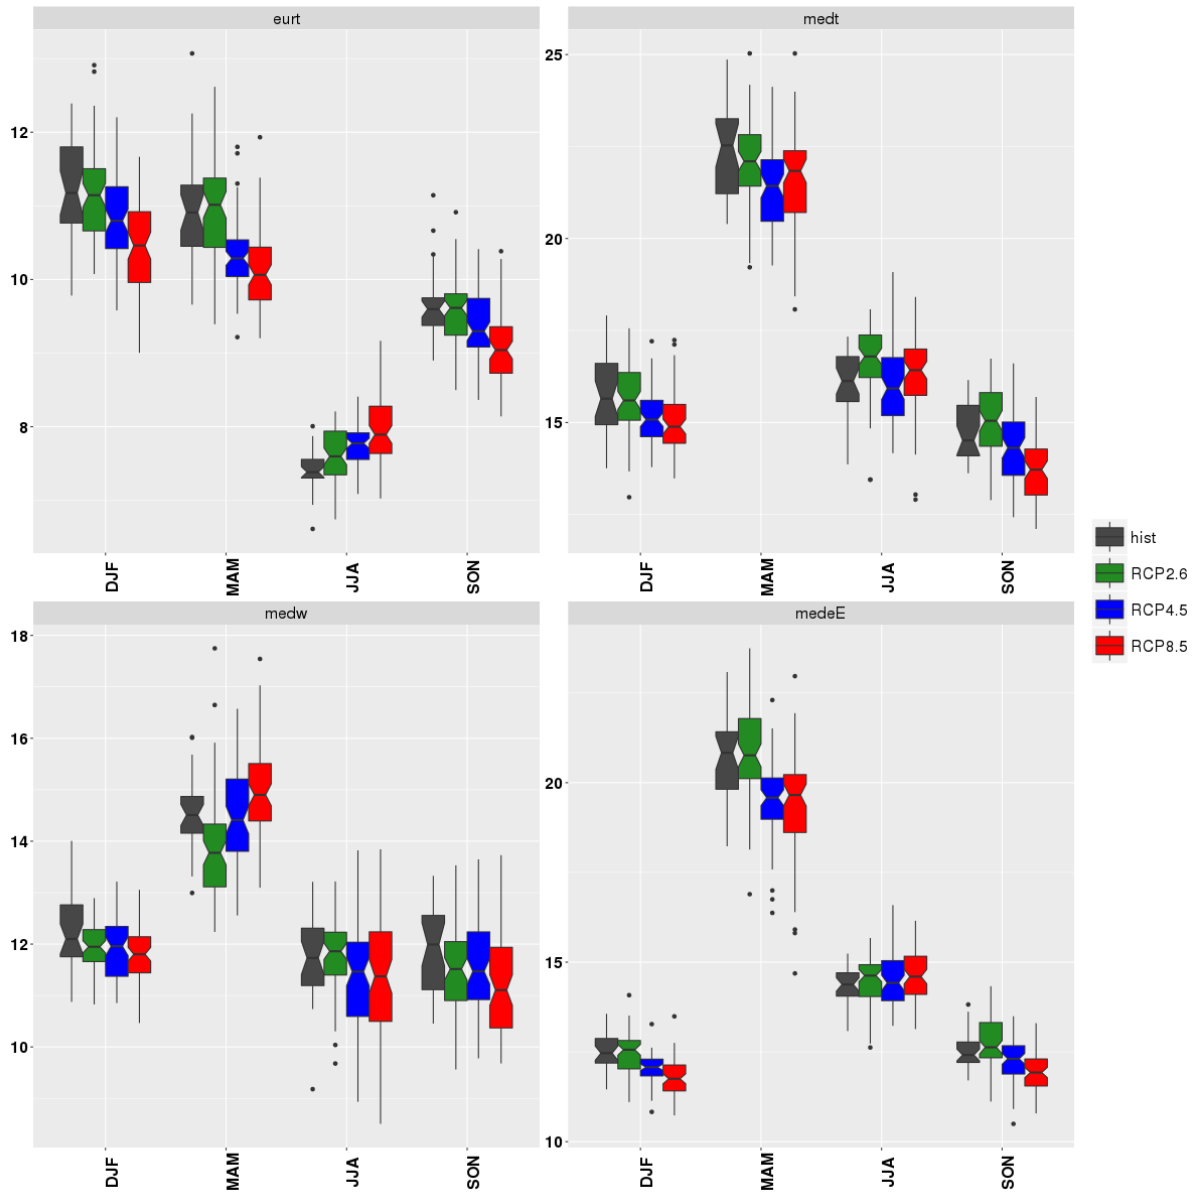 eurt
medt
12
10
8
25
20
15
DJF
MAM
JJA
SON
DJF
MAM
JJA
SON
hist
RCP2.6
RCP4.5
RCP8.5
medw
medeE
18
16
14
12
10
20
15
10
DJF
MAM
JJA
SON
DJF
MAM
JJA
SON